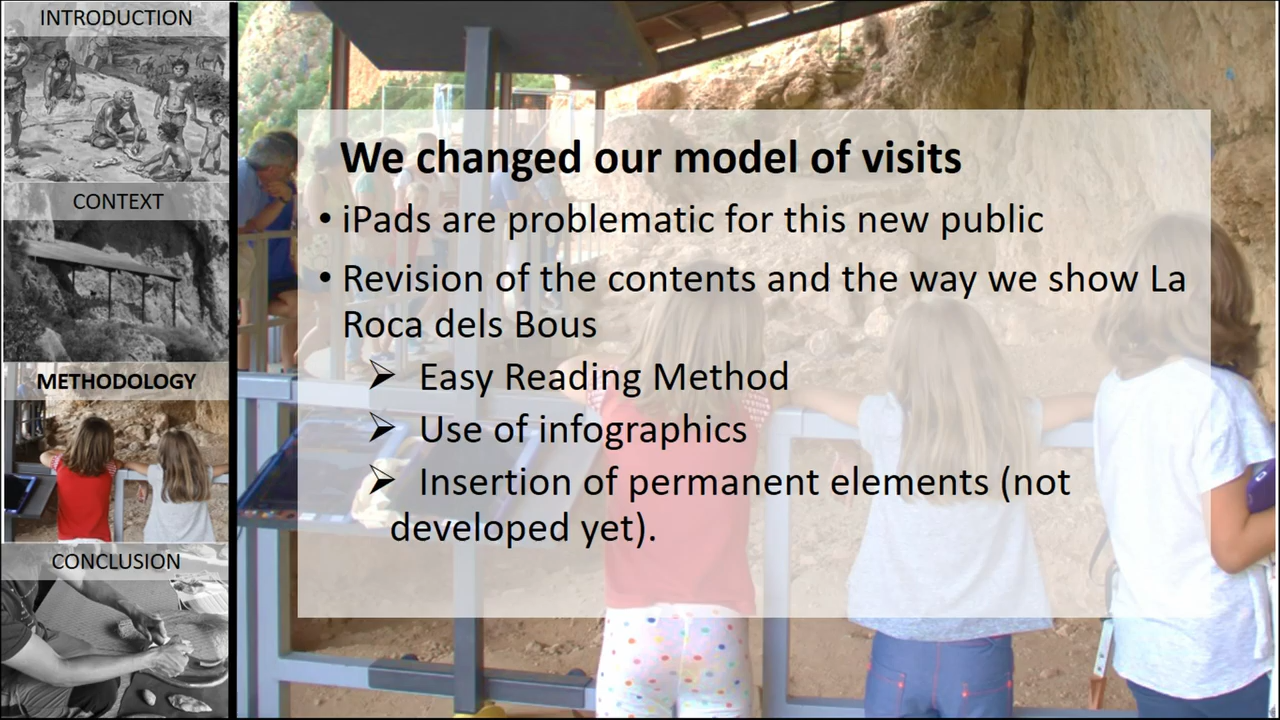 INTRODUCTION
CONTEXT
METHODOLOGY
CONCLUSION
We changed our model of visits
• iPads are problematic for this new public
• Revision of the contents and the way we show La
Roca dels Bous
➢ Easy Reading Method
➢ Use of infographics
➢ Insertion of permanent elements (not
developed yet).